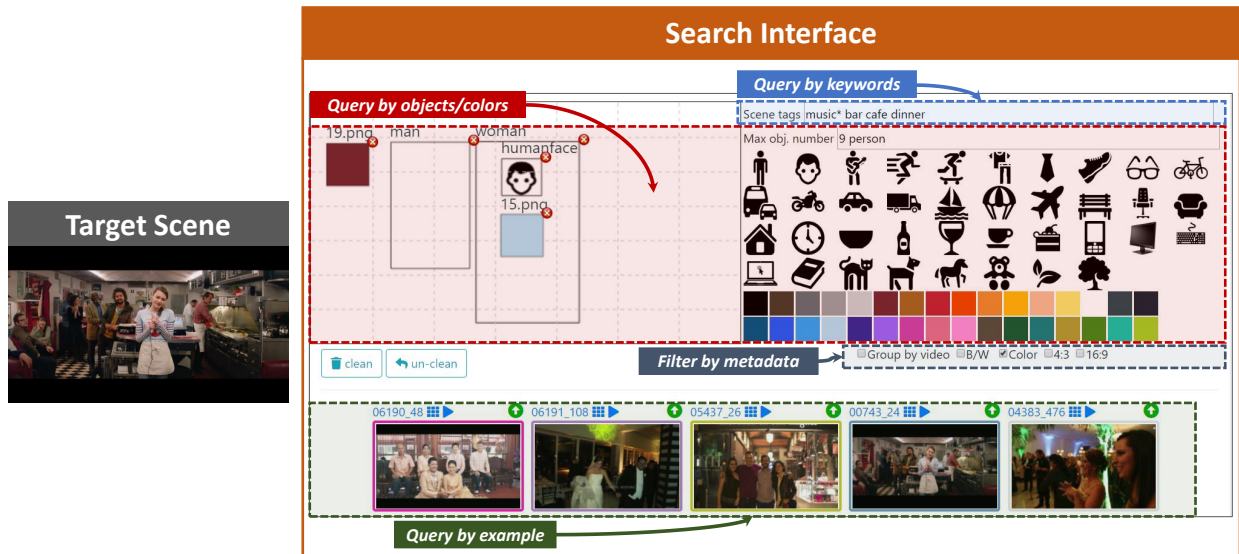 Search Interface
Query by keywords
Query by objects/colors
Scene tags music* bar cafe dinner
19.png man woman
Max obj. number 9 person
humanface
15.png
Target Scene
Filter by metadata
Group by video B/W Color 4:3 16:9
clean un-clean
06190_48 06191_108 05437_26 00743_24 04383_476
Query by example